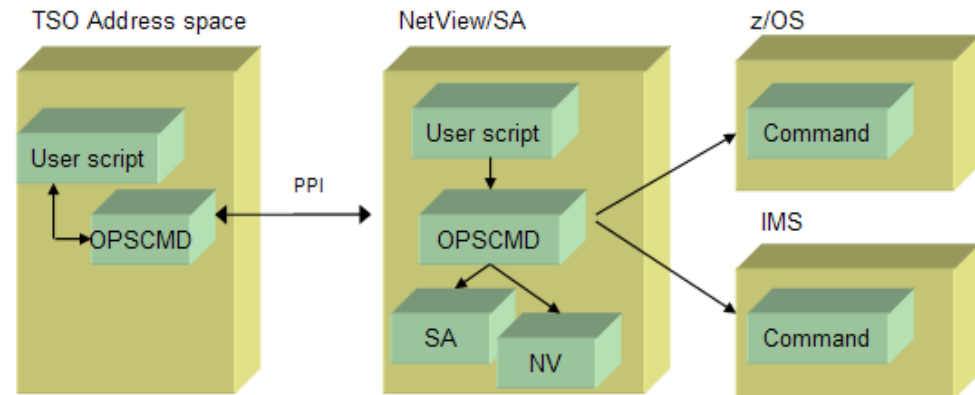 TSO Address space
NetView/SA
z/OS
User script
OPSCMD
PPI
User script
OPSCMD
SA
NV
Command
IMS
Command